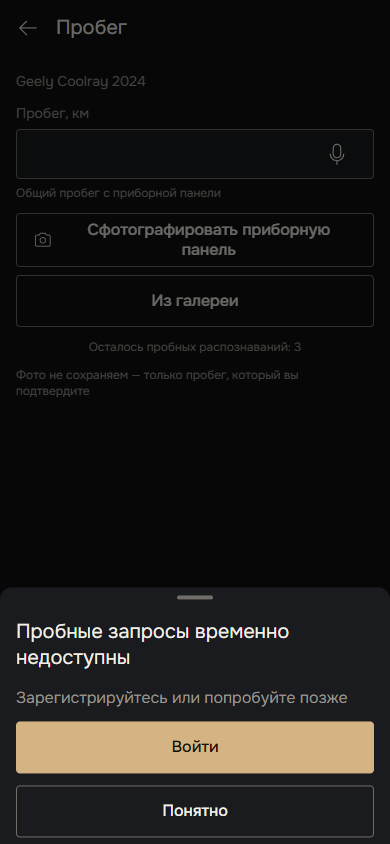 Пробег
Geely Coolray 2024
Пробег, км
Общий пробег с приборной панели
Сфотографировать приборную
панель
Из галереи
Осталось пробных распознаваний: 3
Фото не сохраняем — только пробег, который вы
подтвердите
Пробные запросы временно
недоступны
Зарегистрируйтесь или попробуйте позже
Войти
Понятно